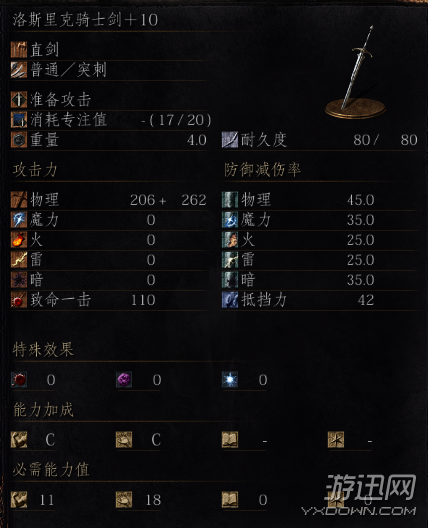 洛斯里克骑士剑＋10
直剑
普通／突刺
准备攻击
消耗专注值 -(17/20)
重量 4.0 耐久度 80/ 80
攻击力 防御减伤率
物理 206+ 262 物理 45.0
魔力 0 魔力 35.0
火 0 火 25.0
雷 0 雷 25.0
暗 0 暗 35.0
致命一击 110 抵挡力 42
特殊效果
0 0 0
能力加成
C C - -
必需能力值
11 18 0 0
游迅网
YXDOWN.COM